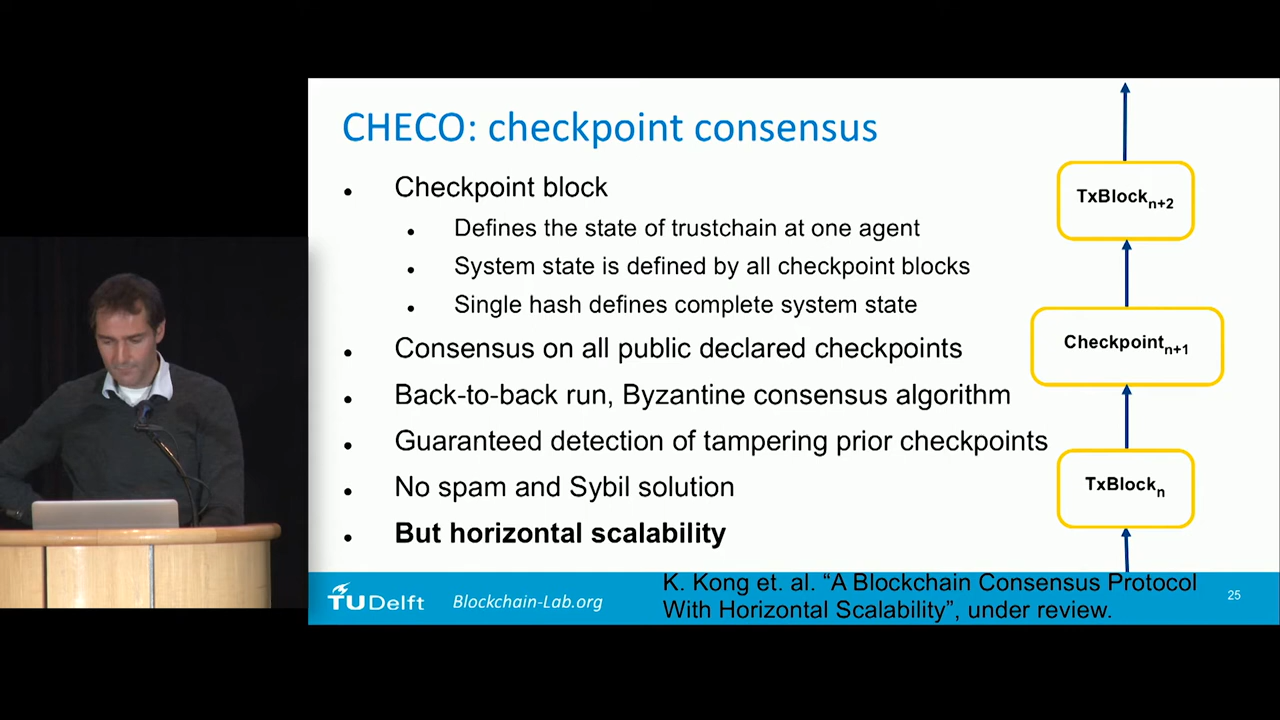 CHECO: checkpoint consensus
Checkpoint block
Defines the state of trustchain at one agent
System state is defined by all checkpoint blocks
Single hash defines complete system state
Consensus on all public declared checkpoints
Back-to-back run, Byzantine consensus algorithm
Guaranteed detection of tampering prior checkpoints
No spam and Sybil solution
But horizontal scalability
TxBlockn+2
Checkpointn+1
TxBlockn
TUDelft
Blockchain-Lab.org
K. Kong et. al. “A Blockchain Consensus Protocol
With Horizontal Scalability”, under review.
25